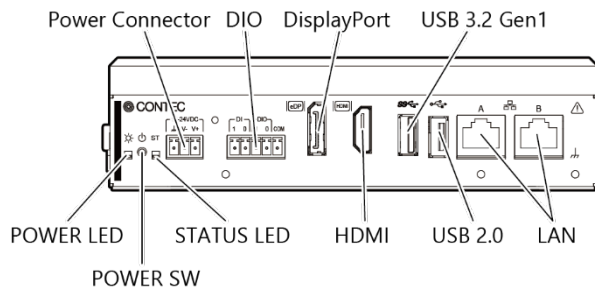 Power Connector DIO DisplayPort USB 3.2 Gen1
CONTEC
-24VDC
V- V+
DI DIO
1 0 1 0 COM
HDMI
A B
ST
POWER LED STATUS LED HDMI USB 2.0 LAN
POWER SW